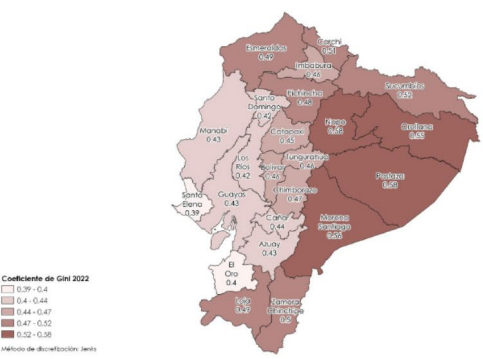 Esmeraldas
0.49
Carchi
0.51
Imbabura
0.46
Sucumbíos
0.52
Pichincha
0.48
Santo
Domingo
0.42
Napo
0.58
Orellana
0.55
Manabí
0.43
Cotopaxi
0.45
Los
Ríos
0.42
Tungurahua
0.46
Bolívar
0.46
Pastaza
0.58
Santa
Elena
0.39
Guayas
0.43
Chimborazo
0.47
Morona
Santiago
0.56
Cañar
0.44
Azuay
0.43
El
Oro
0.4
Loja
0.49
Zamora
Chinchipe
0.5
Coeficiente de Gini 2022
0.39 - 0.4
0.4 - 0.44
0.44 - 0.47
0.47 - 0.52
0.52 - 0.58
Método de discretización: Jenks